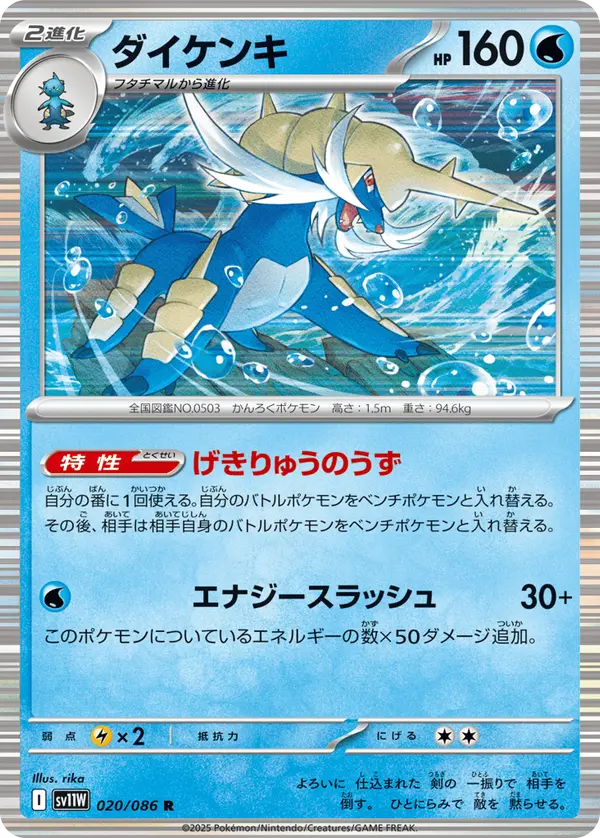 2進化
ダイケンキ
HP 160
フタチマルから進化
全国図鑑NO.0503 かんろくポケモン 高さ:1.5m 重さ:94.6kg
特性 とくせい げきりゅうのうず
自分の番に1回使える。自分のバトルポケモンをベンチポケモンと入れ替える。
その後、相手は相手自身のバトルポケモンをベンチポケモンと入れ替える。
エナジースラッシュ 30+
このポケモンについているエネルギーの数×50ダメージ追加。
弱点 ×2 抵抗力 にげる
Illus. rika
I sv11W 020/086 R
よろいに 仕込まれた 剣の 一振りで 相手を
倒す。 ひとにらみで 敵を 黙らせる。
©2025 Pokémon/Nintendo/Creatures/GAME FREAK.